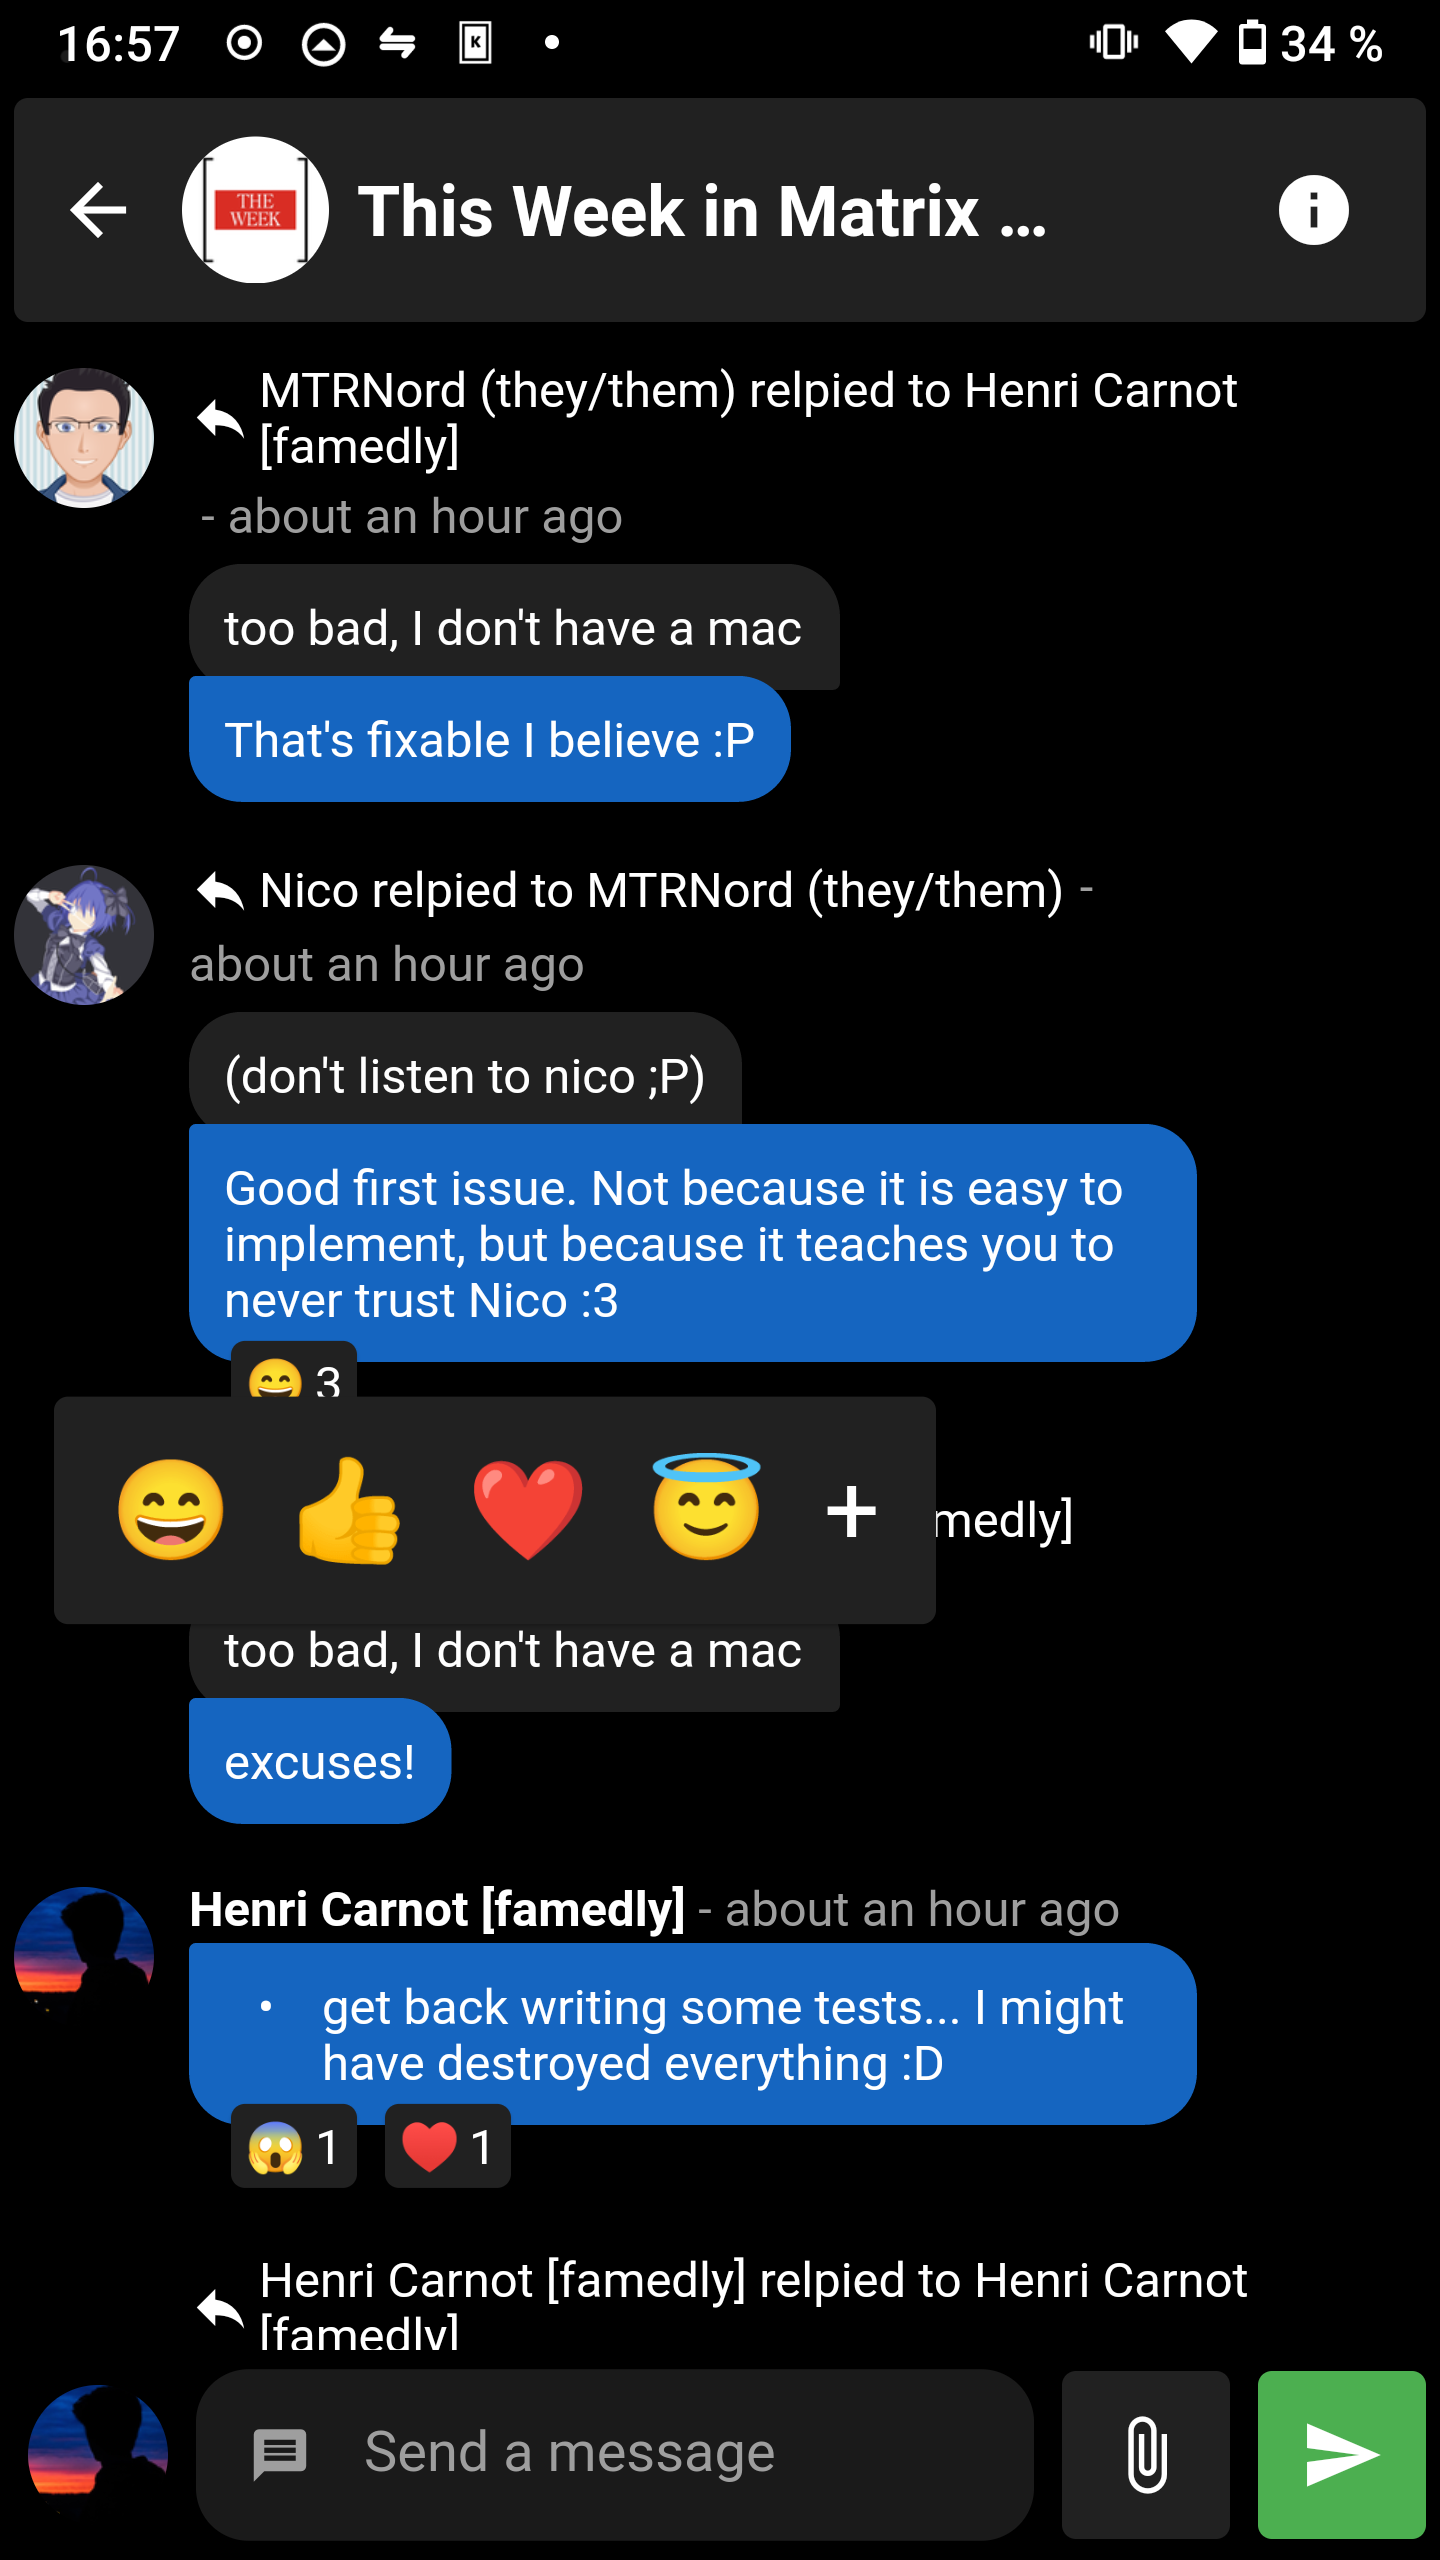 16:57
34 %
THE
WEEK
This Week in Matrix ...
MTRNord (they/them) relpied to Henri Carnot
[famedly]
- about an hour ago
too bad, I don't have a mac
That's fixable I believe :P
Nico relpied to MTRNord (they/them) -
about an hour ago
(don't listen to nico ;P)
Good first issue. Not because it is easy to
implement, but because it teaches you to
never trust Nico :3
😄 3
😄 👍 ❤️ 😇 +
medly]
too bad, I don't have a mac
excuses!
Henri Carnot [famedly] - about an hour ago
• get back writing some tests... I might
have destroyed everything :D
😱 1 ❤️ 1
Henri Carnot [famedly] relpied to Henri Carnot
[famedly]
Send a message